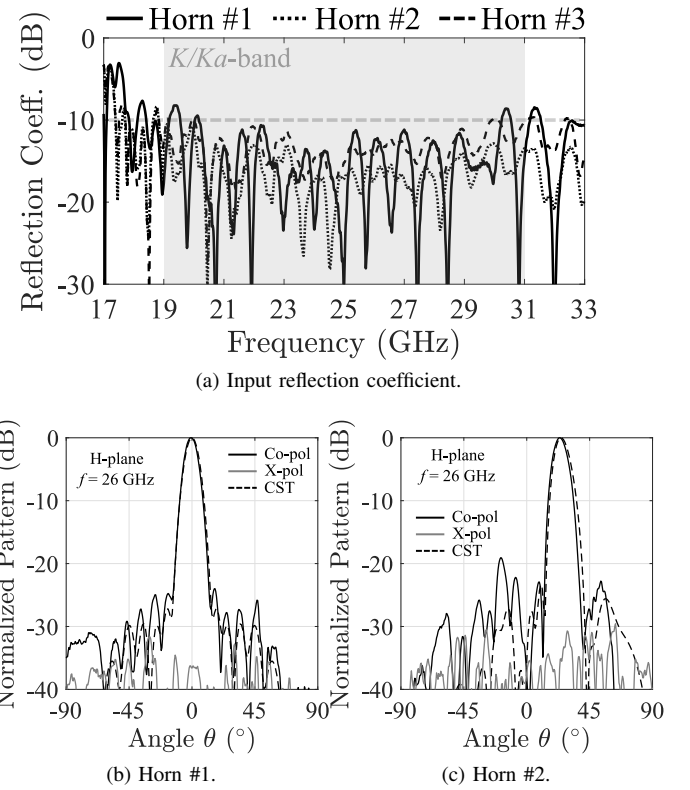 Horn #1 Horn #2 Horn #3
K/Ka-band
Reflection Coeff. (dB)
0
-10
-20
-30
17 19 21 23 25 27 29 31 33
Frequency (GHz)
(a) Input reflection coefficient.
Normalized Pattern (dB)
0
-10
-20
-30
-40
H-plane
f = 26 GHz
Co-pol
X-pol
CST
-90 -45 0 45 90
Angle θ (°)
(b) Horn #1.
Normalized Pattern (dB)
0
-10
-20
-30
-40
H-plane
f = 26 GHz
Co-pol
X-pol
CST
-90 -45 0 45 90
Angle θ (°)
(c) Horn #2.